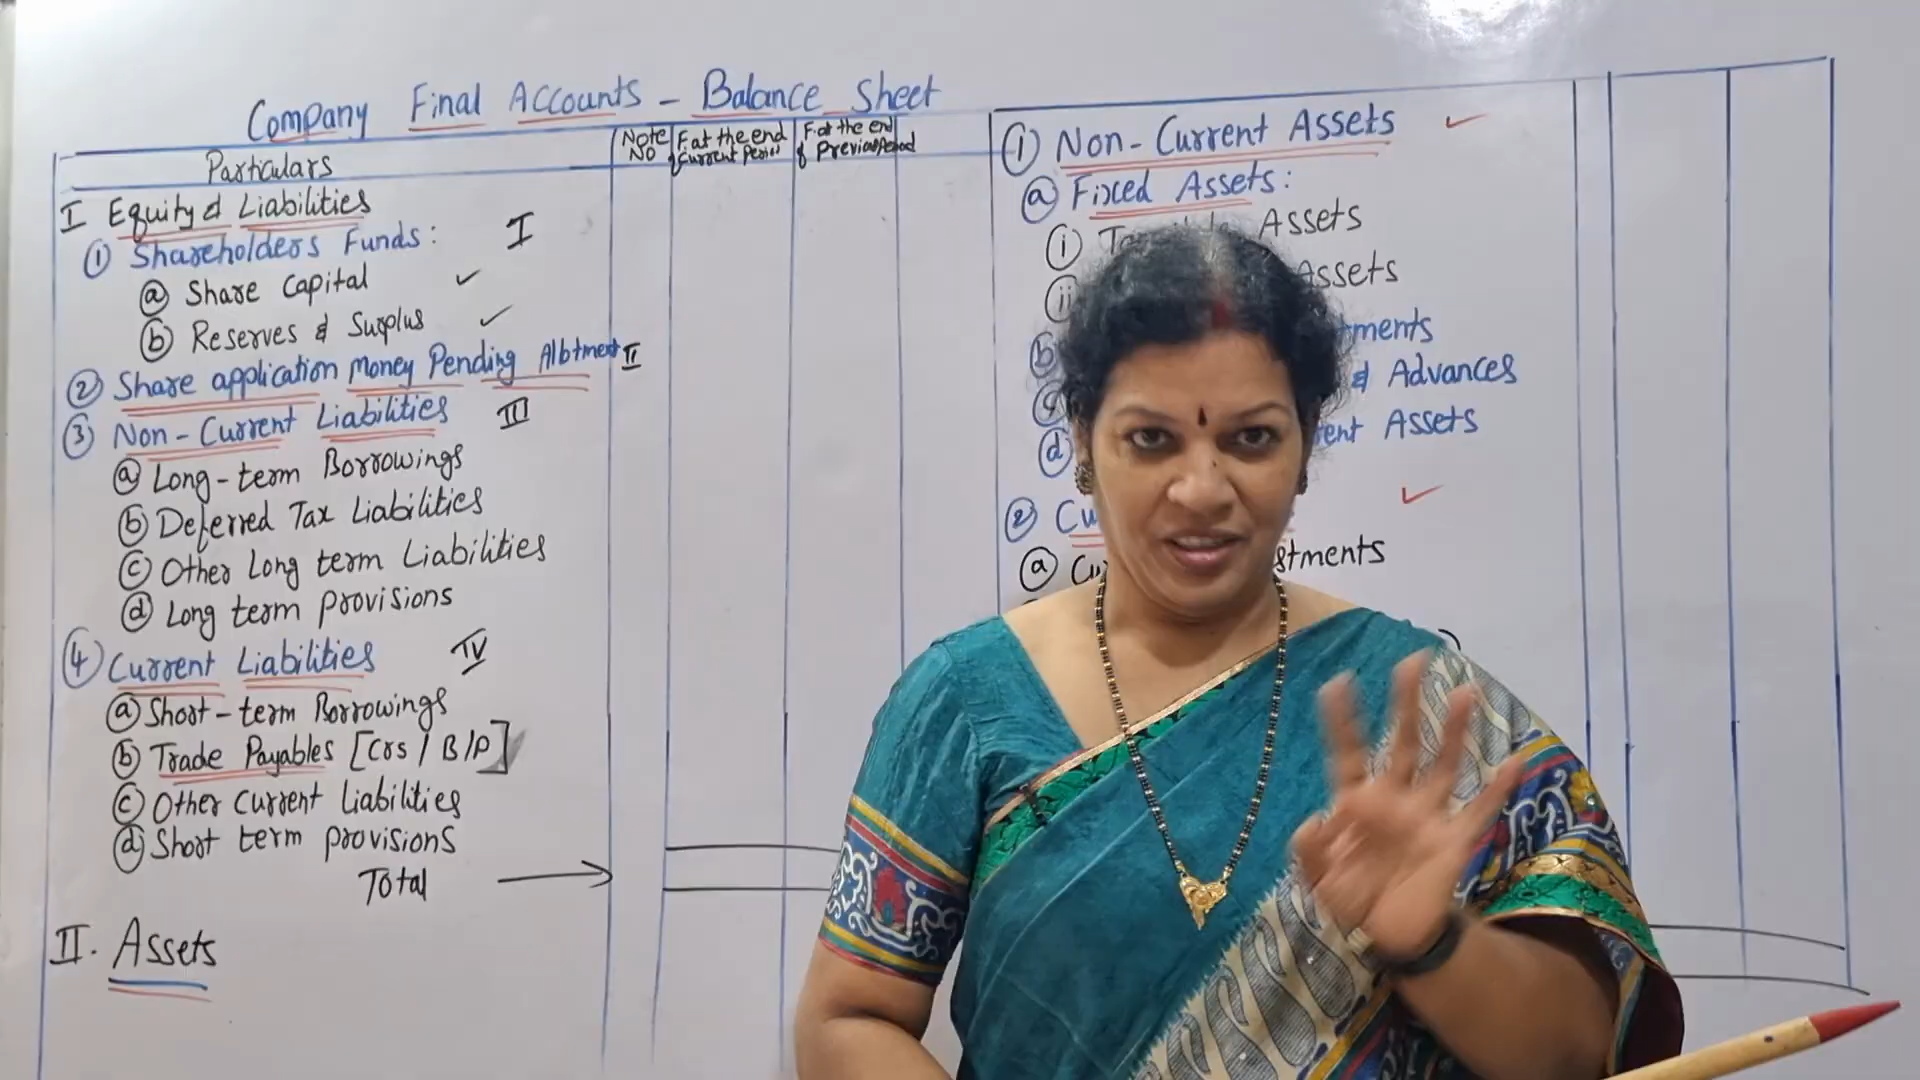 Company Final Accounts - Balance Sheet
Particulars
Note No
F. at the end of Current Period
F. at the end of Previous Period
I Equity & Liabilities
① Shareholders Funds: I
ⓐ Share Capital ✓
ⓑ Reserves & Surplus ✓
② Share application Money Pending Allotment II
③ Non-Current Liabilities III
ⓐ Long-term Borrowings
ⓑ Deferred Tax Liabilities
ⓒ Other Long term Liabilities
ⓓ Long term provisions
④ Current Liabilities IV
ⓐ Short-term Borrowings
ⓑ Trade Payables [Crs / B/P]
ⓒ Other Current Liabilities
ⓓ Short term provisions
Total →
II. Assets
① Non-Current Assets ✓
ⓐ Fixed Assets:
ⓘ Assets
ii Assets
ⓑ
ⓒ & Advances
ⓓ Assets
② ✓
ⓐ